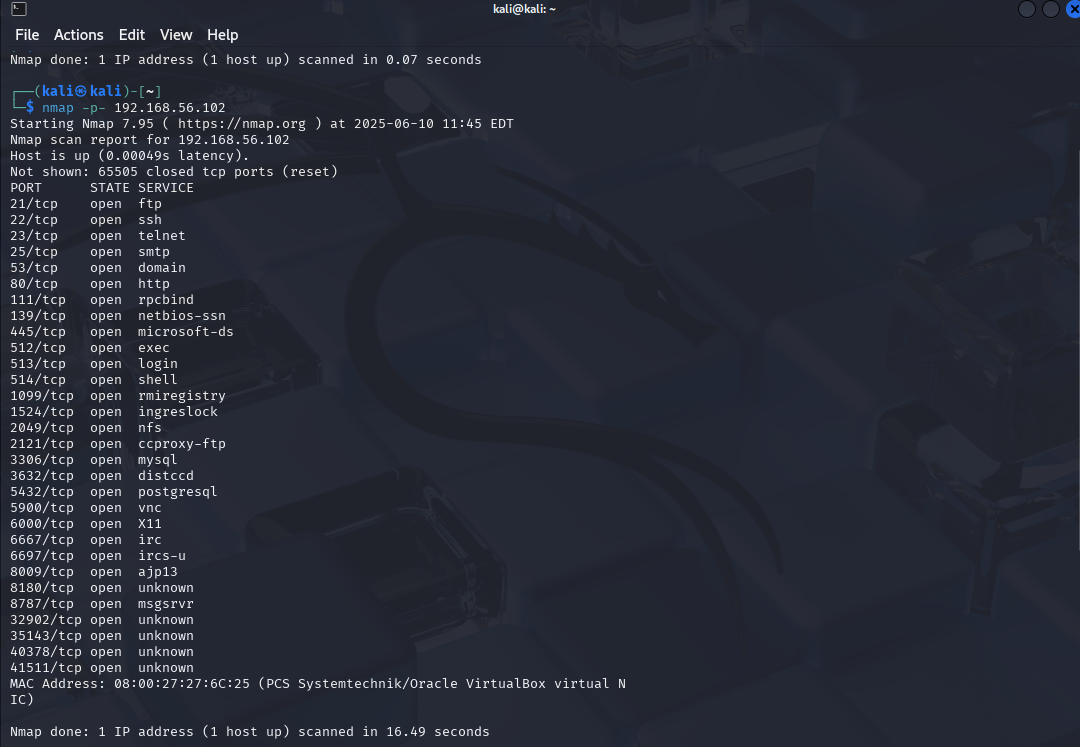 kali@kali: ~
File Actions Edit View Help
Nmap done: 1 IP address (1 host up) scanned in 0.07 seconds
┌──(kali㉿kali)-[~]
└─$ nmap -p- 192.168.56.102
Starting Nmap 7.95 ( https://nmap.org ) at 2025-06-10 11:45 EDT
Nmap scan report for 192.168.56.102
Host is up (0.00049s latency).
Not shown: 65505 closed tcp ports (reset)
PORT      STATE SERVICE
21/tcp    open  ftp
22/tcp    open  ssh
23/tcp    open  telnet
25/tcp    open  smtp
53/tcp    open  domain
80/tcp    open  http
111/tcp   open  rpcbind
139/tcp   open  netbios-ssn
445/tcp   open  microsoft-ds
512/tcp   open  exec
513/tcp   open  login
514/tcp   open  shell
1099/tcp  open  rmiregistry
1524/tcp  open  ingreslock
2049/tcp  open  nfs
2121/tcp  open  ccproxy-ftp
3306/tcp  open  mysql
3632/tcp  open  distccd
5432/tcp  open  postgresql
5900/tcp  open  vnc
6000/tcp  open  X11
6667/tcp  open  irc
6697/tcp  open  ircs-u
8009/tcp  open  ajp13
8180/tcp  open  unknown
8787/tcp  open  msgsrvr
32902/tcp open  unknown
35143/tcp open  unknown
40378/tcp open  unknown
41511/tcp open  unknown
MAC Address: 08:00:27:27:6C:25 (PCS Systemtechnik/Oracle VirtualBox virtual N
IC)
Nmap done: 1 IP address (1 host up) scanned in 16.49 seconds